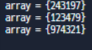 array = {243197}
array = {123479}
array = {974321}